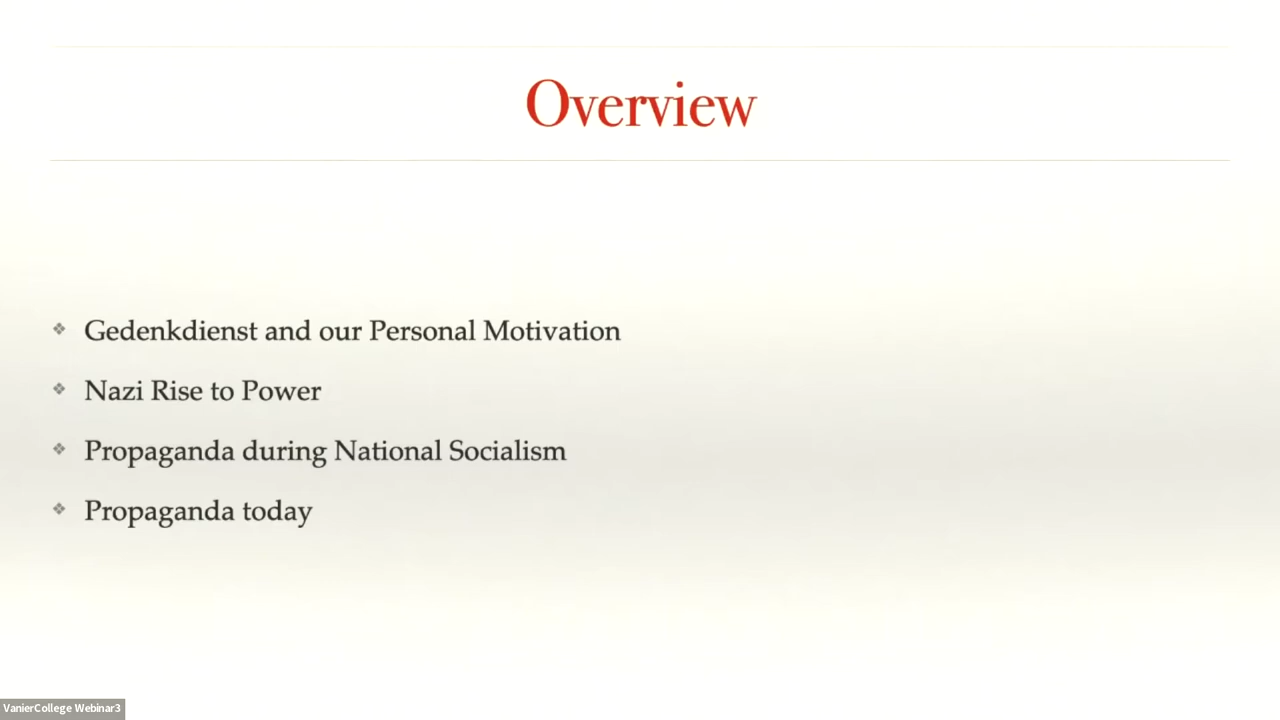 Overview
Gedenkdienst and our Personal Motivation
Nazi Rise to Power
Propaganda during National Socialism
Propaganda today
VanierCollege Webinar3